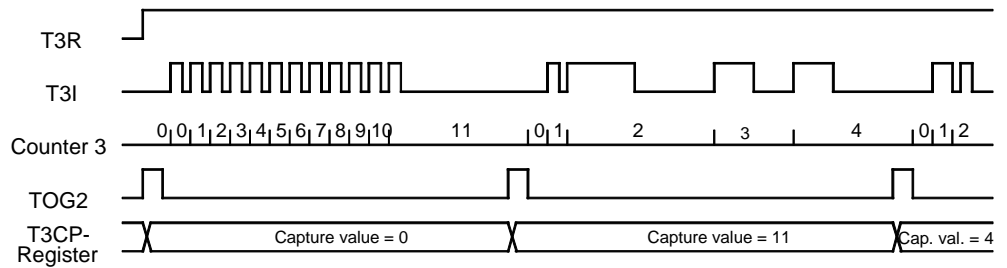 T3R
T3I
Counter 3
0 0 1 2 3 4 5 6 7 8 9 10 11 0 1 2 3 4 0 1 2
TOG2
T3CP-
Register
Capture value = 0 Capture value = 11 Cap. val. = 4